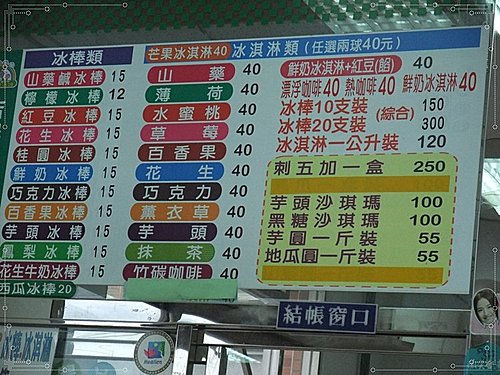 冰棒類
山藥鹹冰棒 15
檸檬冰棒 12
紅豆冰棒 15
花生冰棒 15
桂圓冰棒 15
鮮奶冰棒 15
巧克力冰棒 15
百香果冰棒 15
芋頭冰棒 15
鳳梨冰棒 15
花生牛奶冰棒 15
西瓜冰棒20
芒果冰淇淋40 冰淇淋類 (任選兩球40元)
山藥 40
薄荷 40
水蜜桃 40
草莓 40
百香果 40
花生 40
巧克力 40
薰衣草 40
芋頭 40
抹茶 40
竹碳咖啡 40
鮮奶冰淇淋+紅豆(餡) 40
漂浮咖啡40 熱咖啡40 鮮奶冰淇淋40
冰棒10支裝 (綜合) 150
冰棒20支裝 300
冰淇淋一公升裝 120
刺五加一盒 250
芋頭沙琪瑪 100
黑糖沙琪瑪 100
芋圓一斤裝 55
地瓜圓一斤裝 55
結帳窗口
冰淇淋